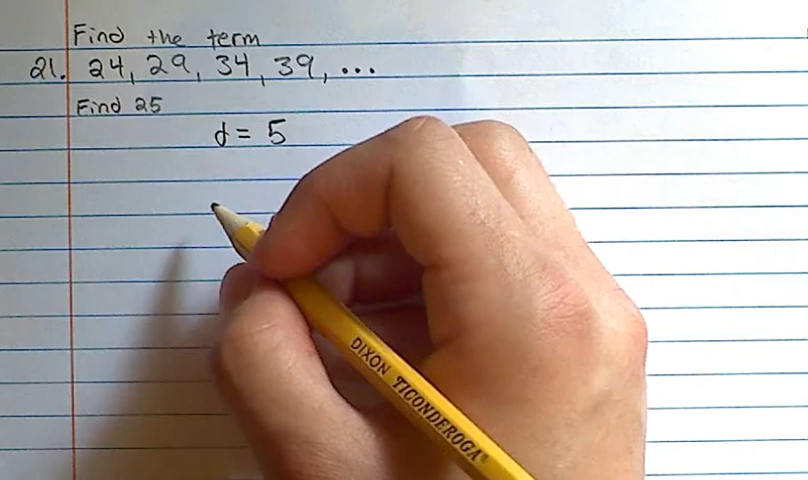 Find the term
21. 24, 29, 34, 39, ...
Find 25
d = 5
DIXON TICONDEROGA®